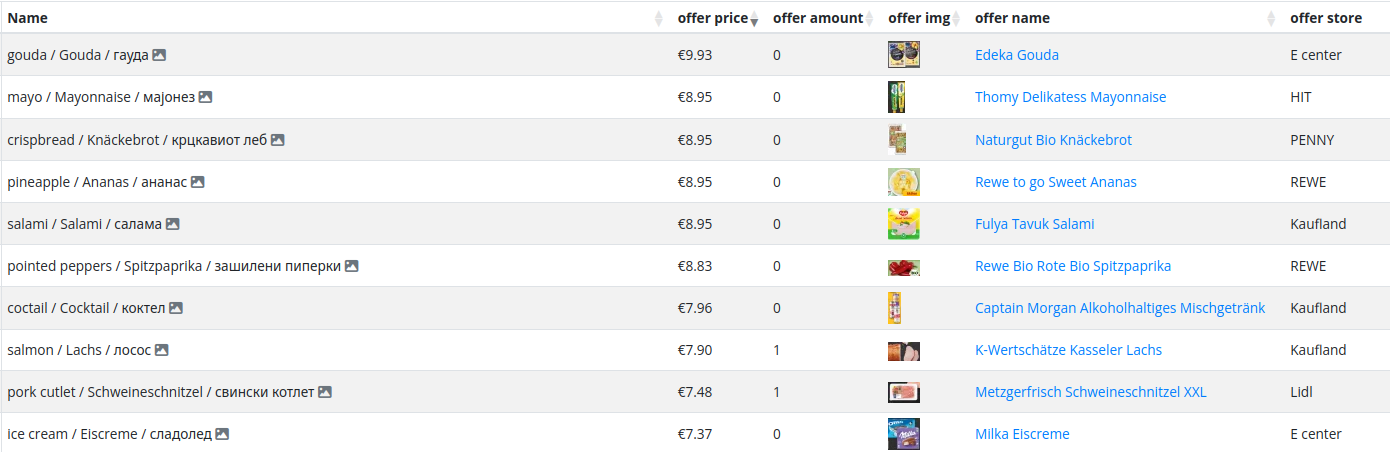 Name offer price offer amount offer img offer name offer store
gouda / Gouda / гауда €9.93 0 Edeka Gouda E center
mayo / Mayonnaise / мајонез €8.95 0 Thomy Delikatess Mayonnaise HIT
crispbread / Knäckebrot / крцкавиот леб €8.95 0 Naturgut Bio Knäckebrot PENNY
pineapple / Ananas / ананас €8.95 0 Rewe to go Sweet Ananas REWE
salami / Salami / салама €8.95 0 Fulya Tavuk Salami Kaufland
pointed peppers / Spitzpaprika / зашилени пиперки €8.83 0 Rewe Bio Rote Bio Spitzpaprika REWE
coctail / Cocktail / коктел €7.96 0 Captain Morgan Alkoholhaltiges Mischgetränk Kaufland
salmon / Lachs / лосос €7.90 1 K-Wertschätze Kasseler Lachs Kaufland
pork cutlet / Schweineschnitzel / свински котлет €7.48 1 Metzgerfrisch Schweineschnitzel XXL Lidl
ice cream / Eiscreme / сладолед €7.37 0 Milka Eiscreme E center